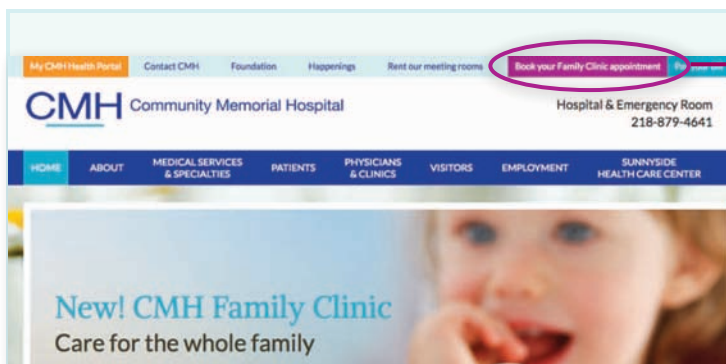 My CMH Health Portal Contact CMH Foundation Happenings Rent our meeting rooms Book your Family Clinic appointment
CMH Community Memorial Hospital
Hospital & Emergency Room
218-879-4641
HOME ABOUT MEDICAL SERVICES & SPECIALTIES PATIENTS PHYSICIANS & CLINICS VISITORS EMPLOYMENT SUNNYSIDE HEALTH CARE CENTER
New! CMH Family Clinic
Care for the whole family